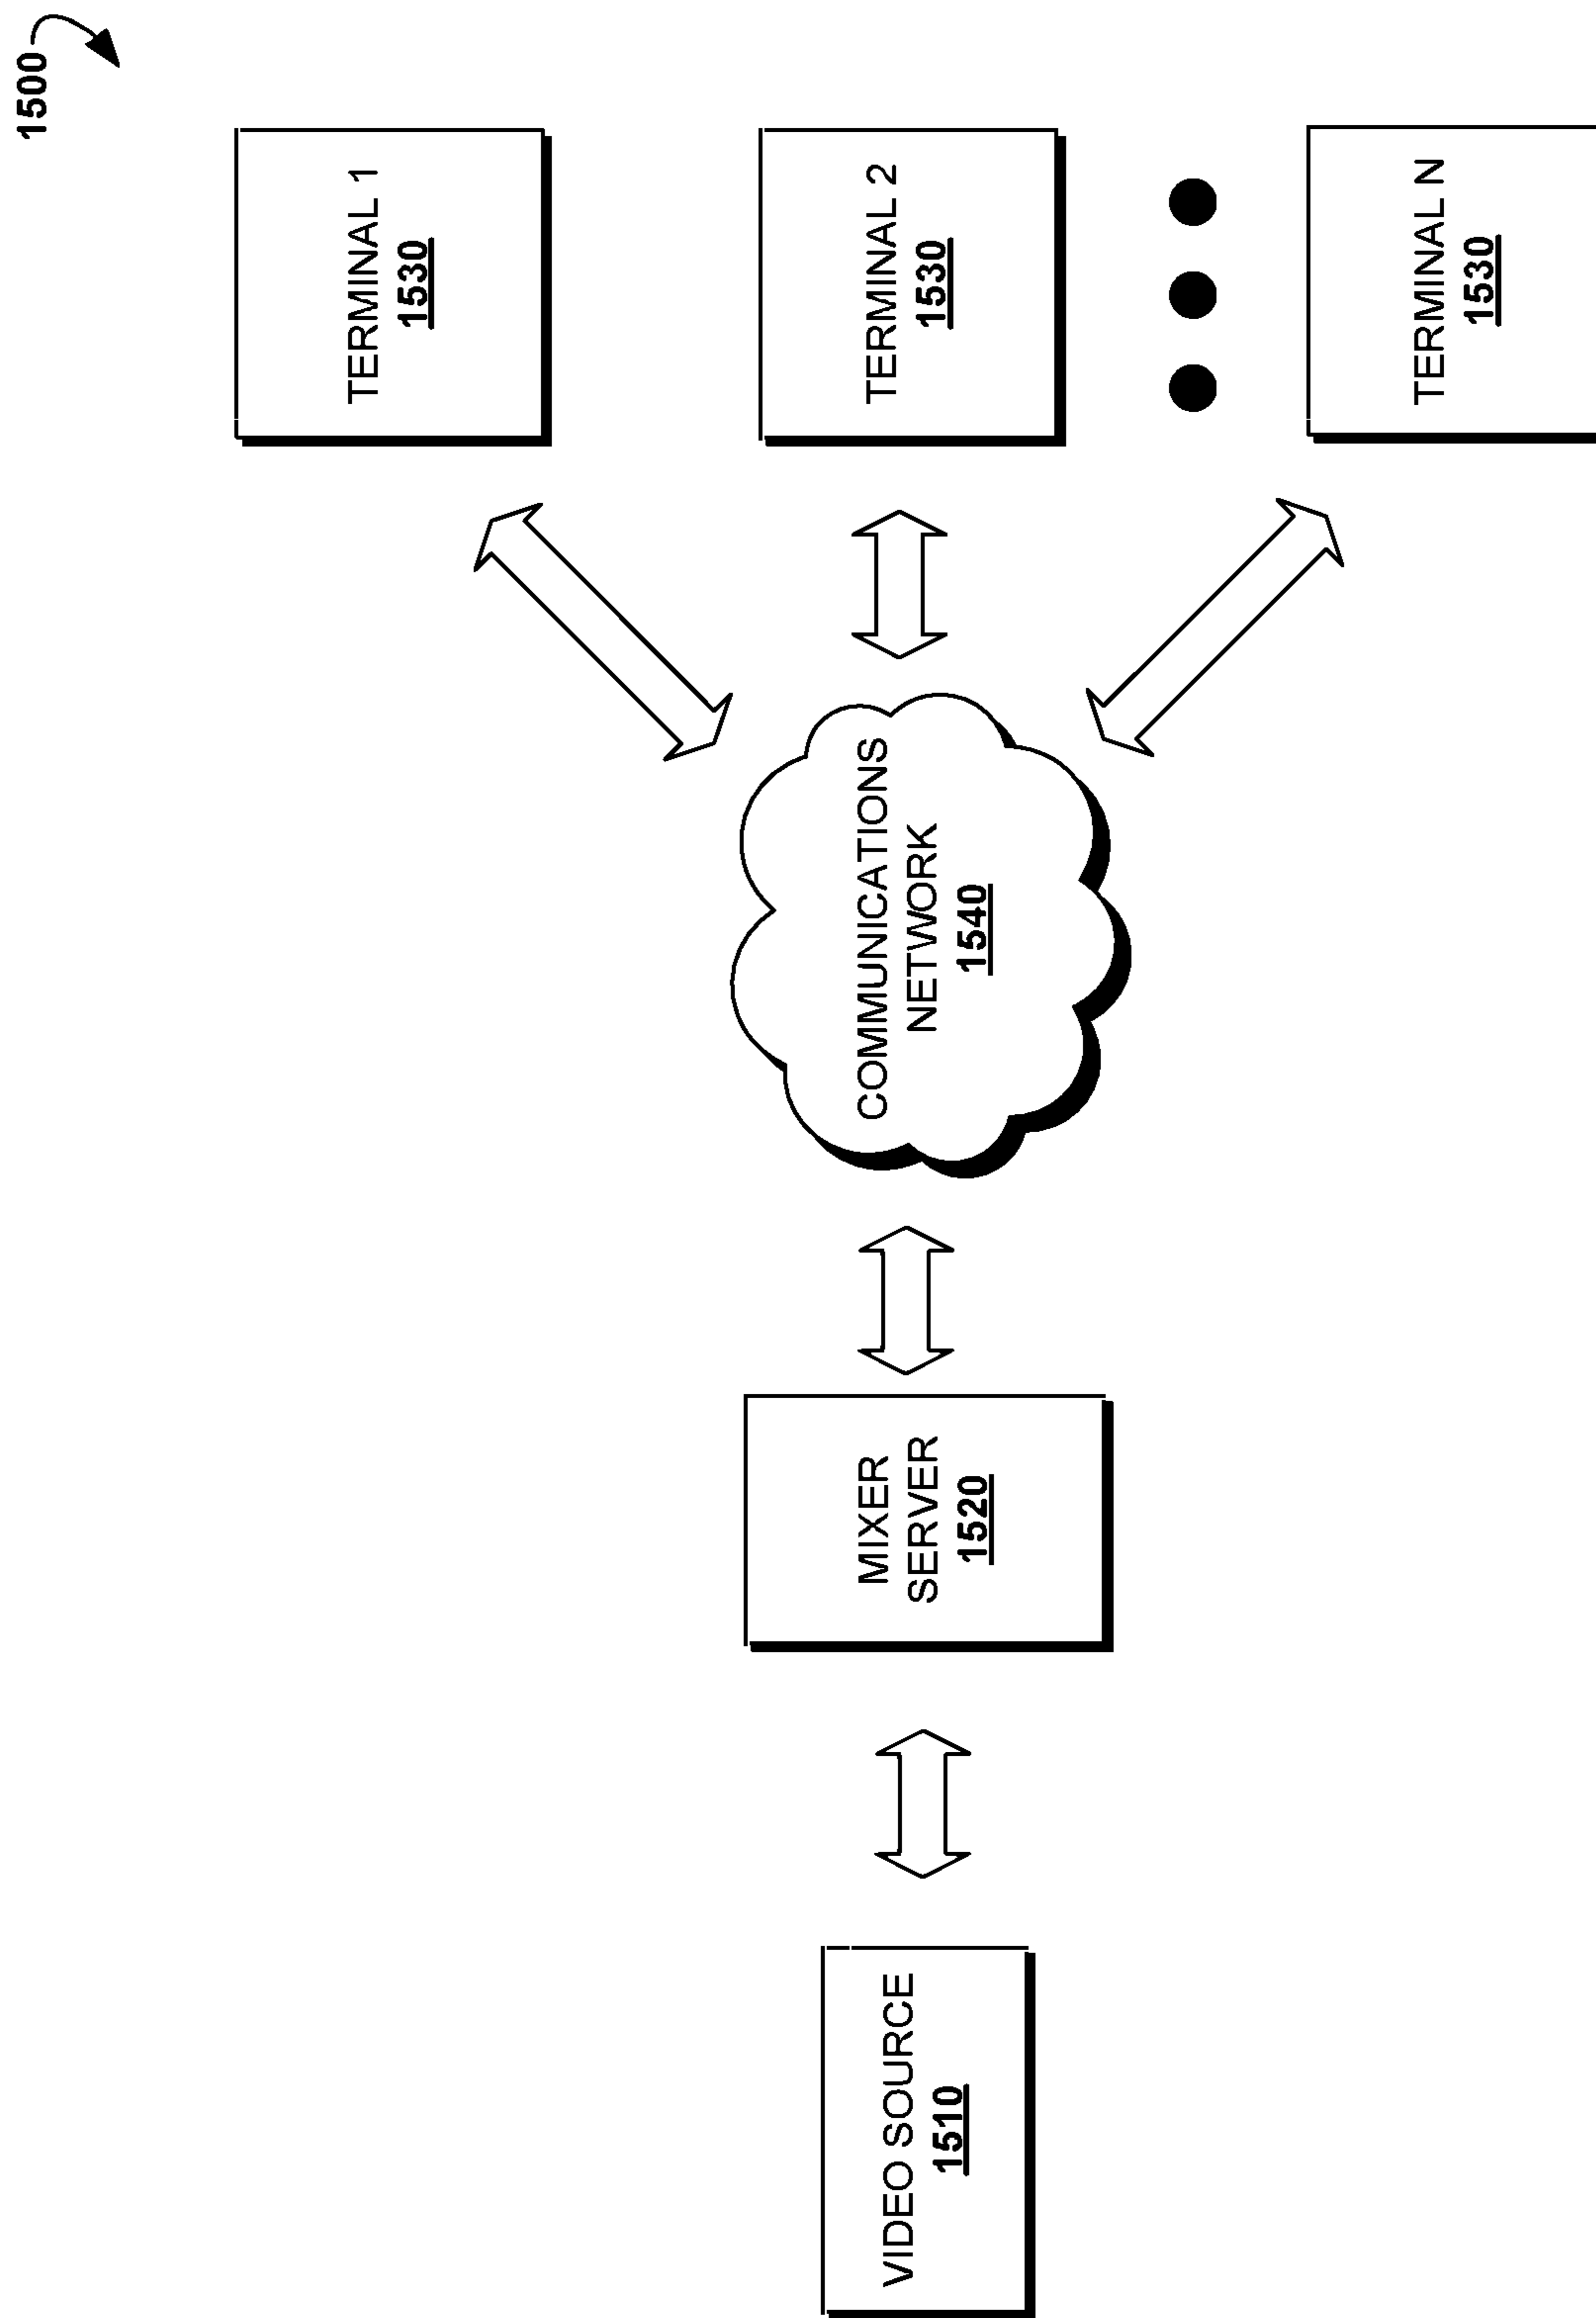 1500
VIDEO SOURCE
1510
MIXER
SERVER
1520
COMMUNICATIONS
NETWORK
1540
TERMINAL 1
1530
TERMINAL 2
1530
TERMINAL N
1530